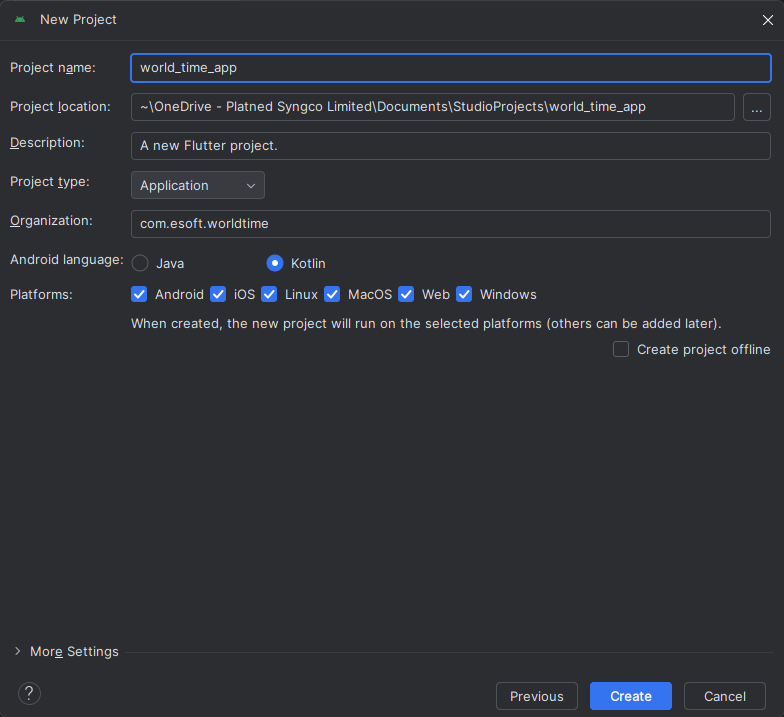 New Project
Project name: world_time_app
Project location: ~\OneDrive - Platned Syngco Limited\Documents\StudioProjects\world_time_app ...
Description: A new Flutter project.
Project type: Application
Organization: com.esoft.worldtime
Android language: Java Kotlin
Platforms: Android iOS Linux MacOS Web Windows
When created, the new project will run on the selected platforms (others can be added later).
Create project offline
More Settings
? Previous Create Cancel